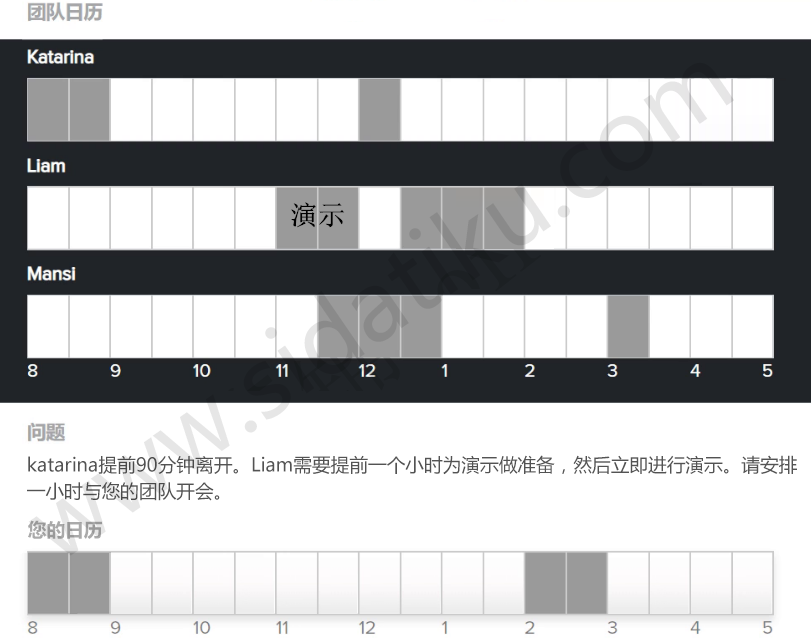 团队日历
Katarina
Liam
演示
Mansi
8 9 10 11 12 1 2 3 4 5
问题
katarina提前90分钟离开。Liam需要提前一个小时为演示做准备，然后立即进行演示。请安排
一小时与您的团队开会。
您的日历
8 9 10 11 12 1 2 3 4 5
www.sidatiku.com